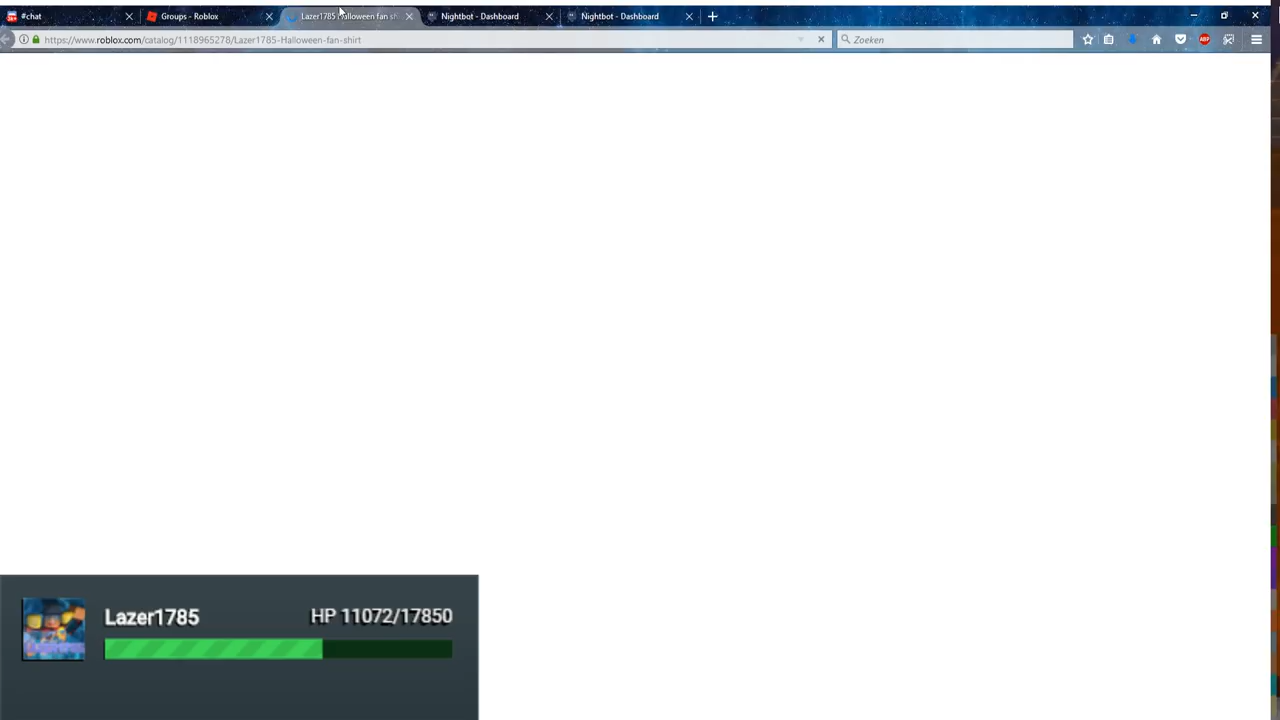 #chat
Groups - Roblox
Lazer1785 Halloween fan sh
Nightbot - Dashboard
Nightbot - Dashboard
https://www.roblox.com/catalog/1118965278/Lazer1785-Halloween-fan-shirt
Zoeken
ABP
Lazer1785
HP 11072/17850